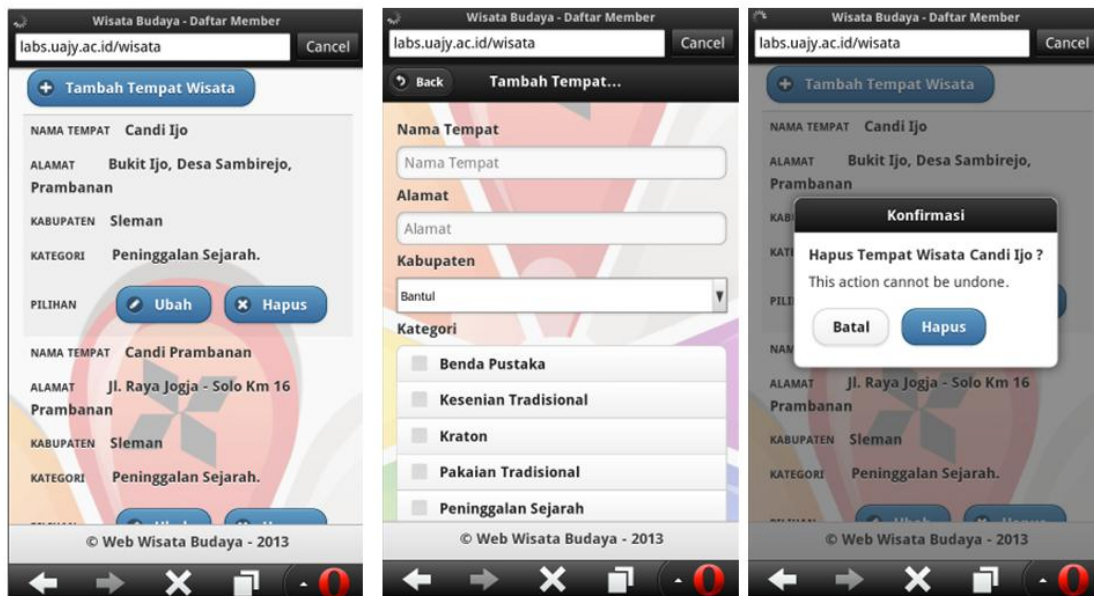 Wisata Budaya - Daftar Member
labs.uajy.ac.id/wisata Cancel
Tambah Tempat Wisata
NAMA TEMPAT Candi Ijo
ALAMAT Bukit Ijo, Desa Sambirejo,
Prambanan
KABUPATEN Sleman
KATEGORI Peninggalan Sejarah.
PILIHAN Ubah Hapus
NAMA TEMPAT Candi Prambanan
ALAMAT Jl. Raya Jogja - Solo Km 16
Prambanan
KABUPATEN Sleman
KATEGORI Peninggalan Sejarah.
© Web Wisata Budaya - 2013
Wisata Budaya - Daftar Member
labs.uajy.ac.id/wisata Cancel
Back Tambah Tempat...
Nama Tempat
Nama Tempat
Alamat
Alamat
Kabupaten
Bantul
Kategori
Benda Pustaka
Kesenian Tradisional
Kraton
Pakaian Tradisional
Peninggalan Sejarah
© Web Wisata Budaya - 2013
Wisata Budaya - Daftar Member
labs.uajy.ac.id/wisata Cancel
Tambah Tempat Wisata
NAMA TEMPAT Candi Ijo
ALAMAT Bukit Ijo, Desa Sambirejo,
Prambanan
Konfirmasi
Hapus Tempat Wisata Candi Ijo ?
This action cannot be undone.
Batal Hapus
ALAMAT Jl. Raya Jogja - Solo Km 16
Prambanan
KABUPATEN Sleman
KATEGORI Peninggalan Sejarah.
© Web Wisata Budaya - 2013